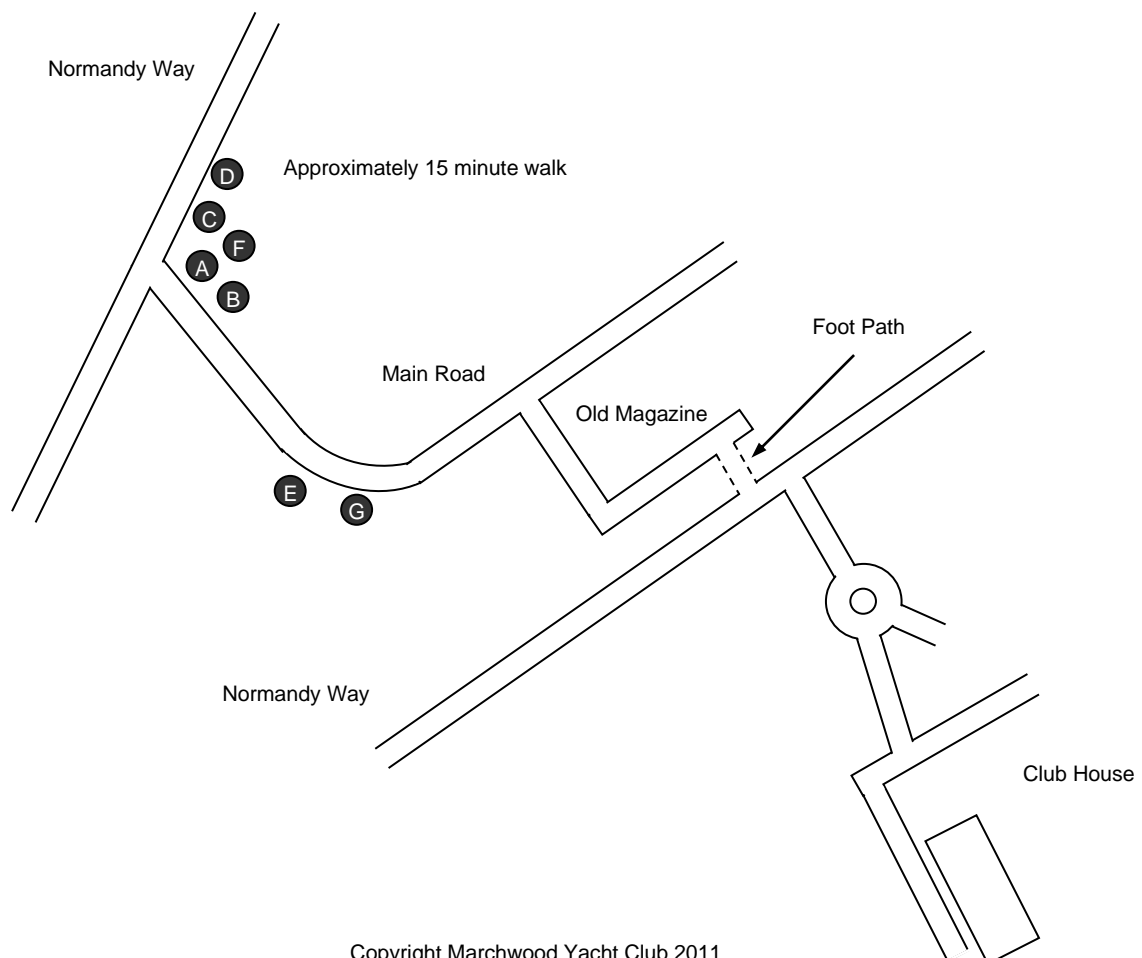 Normandy Way
D
Approximately 15 minute walk
C
F
A
B
Foot Path
Main Road
Old Magazine
E
G
Normandy Way
Club House
Copyright Marchwood Yacht Club 2011